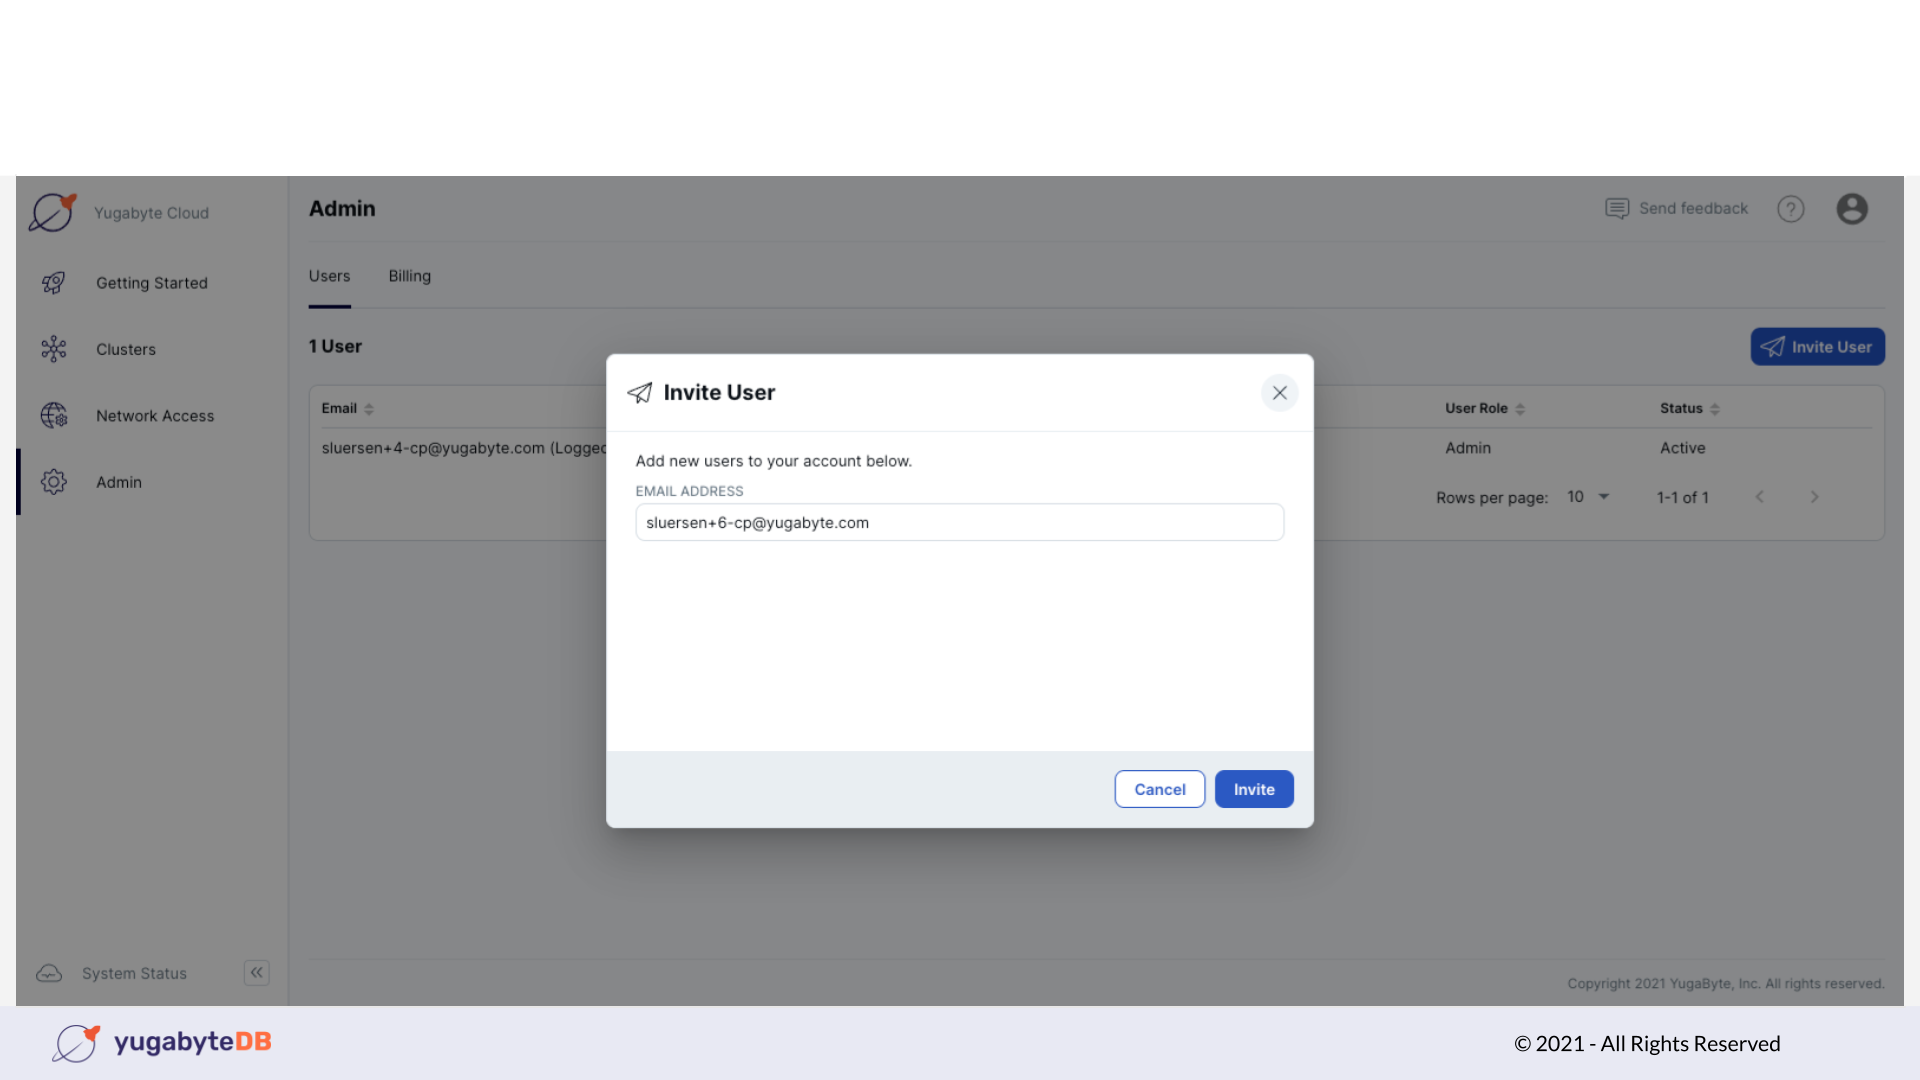 Yugabyte Cloud
Admin
Send feedback
?
Getting Started
Users
Billing
Clusters
1 User
Invite User
Invite User
Email
User Role
Status
Network Access
sluersen+4-cp@yugabyte.com (Logged
Admin
Active
Add new users to your account below.
EMAIL ADDRESS
sluersen+6-cp@yugabyte.com
Admin
Rows per page: 10
1-1 of 1
Cancel
Invite
System Status
Copyright 2021 YugaByte, Inc. All rights reserved.
yugabyteDB
© 2021 - All Rights Reserved